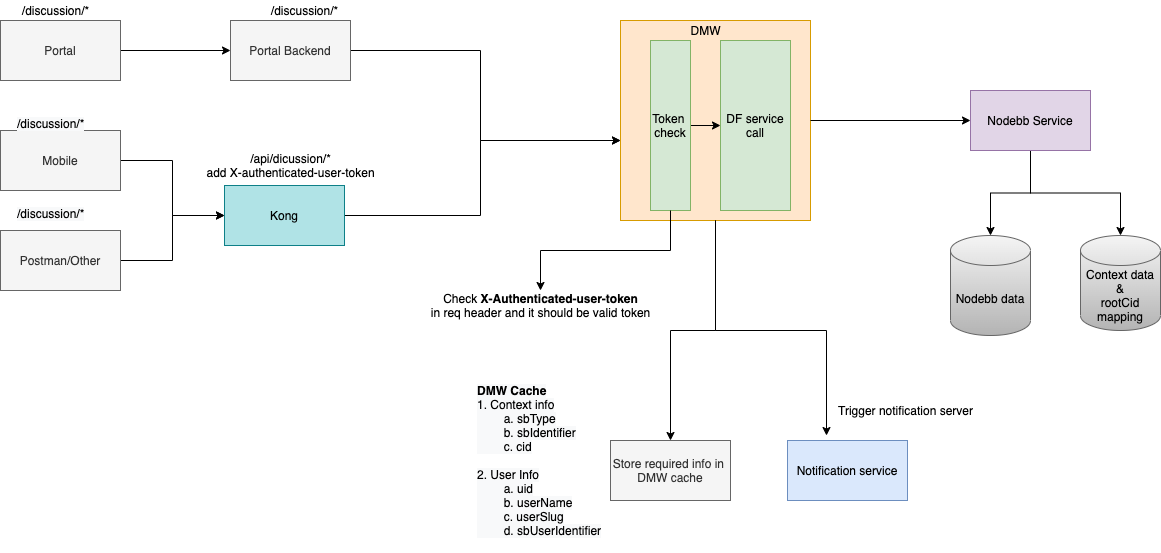 /discussion/*
/discussion/*
DMW
Portal
Portal Backend
Token
check
DF service
call
Nodebb Service
/discussion/*
Mobile
/api/dicussion/*
add X-authenticated-user-token
/discussion/*
Kong
Postman/Other
Check X-Authenticated-user-token
in req header and it should be valid token
Nodebb data
Context data
&
rootCid
mapping
DMW Cache
1. Context info
a. sbType
b. sbIdentifier
c. cid
2. User Info
a. uid
b. userName
c. userSlug
d. sbUserIdentifier
Trigger notification server
Store required info in
DMW cache
Notification service